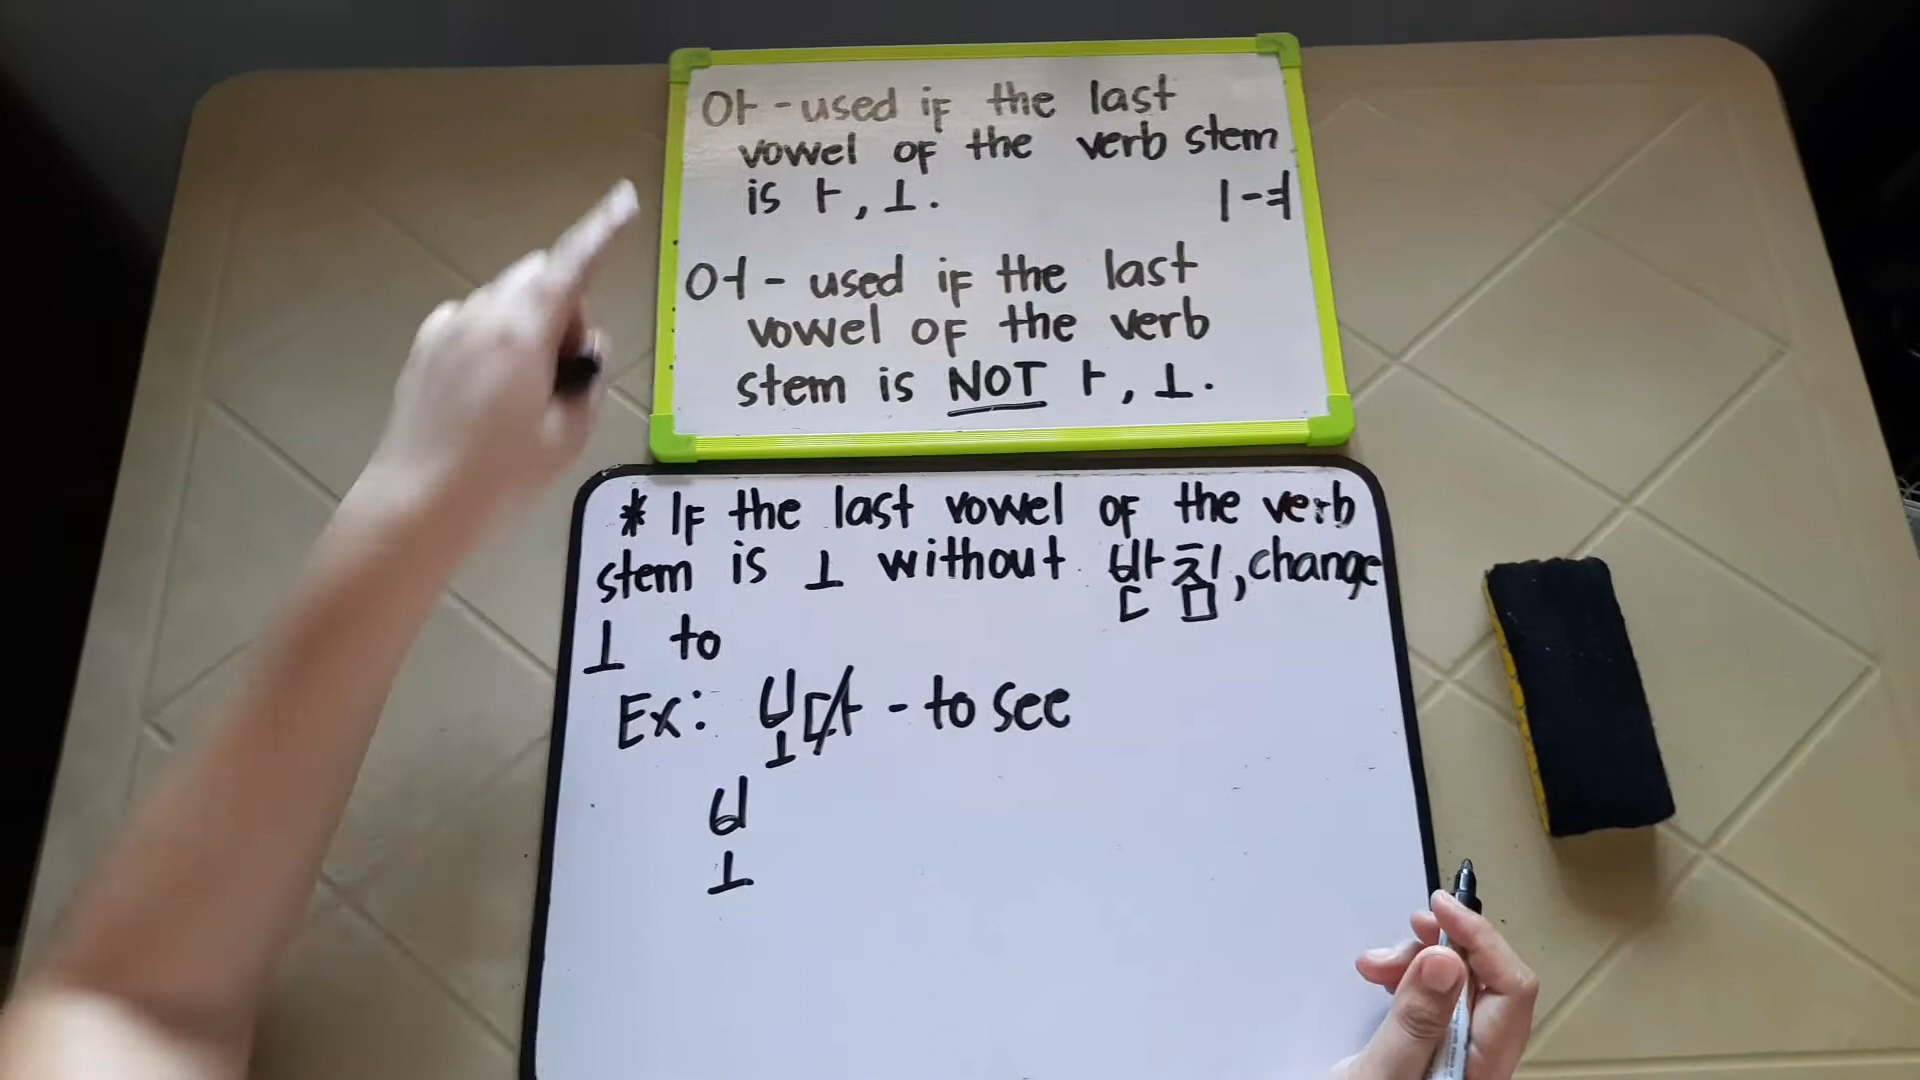 아 - used if the last
vowel of the verb stem
is ㅏ, ㅗ.
ㅣ-ㅕ
어 - used if the last
vowel of the verb
stem is NOT ㅏ, ㅗ.
* If the last vowel of the verb
stem is ㅗ without 받침, change
ㅗ to
Ex: 보다 - to see
보